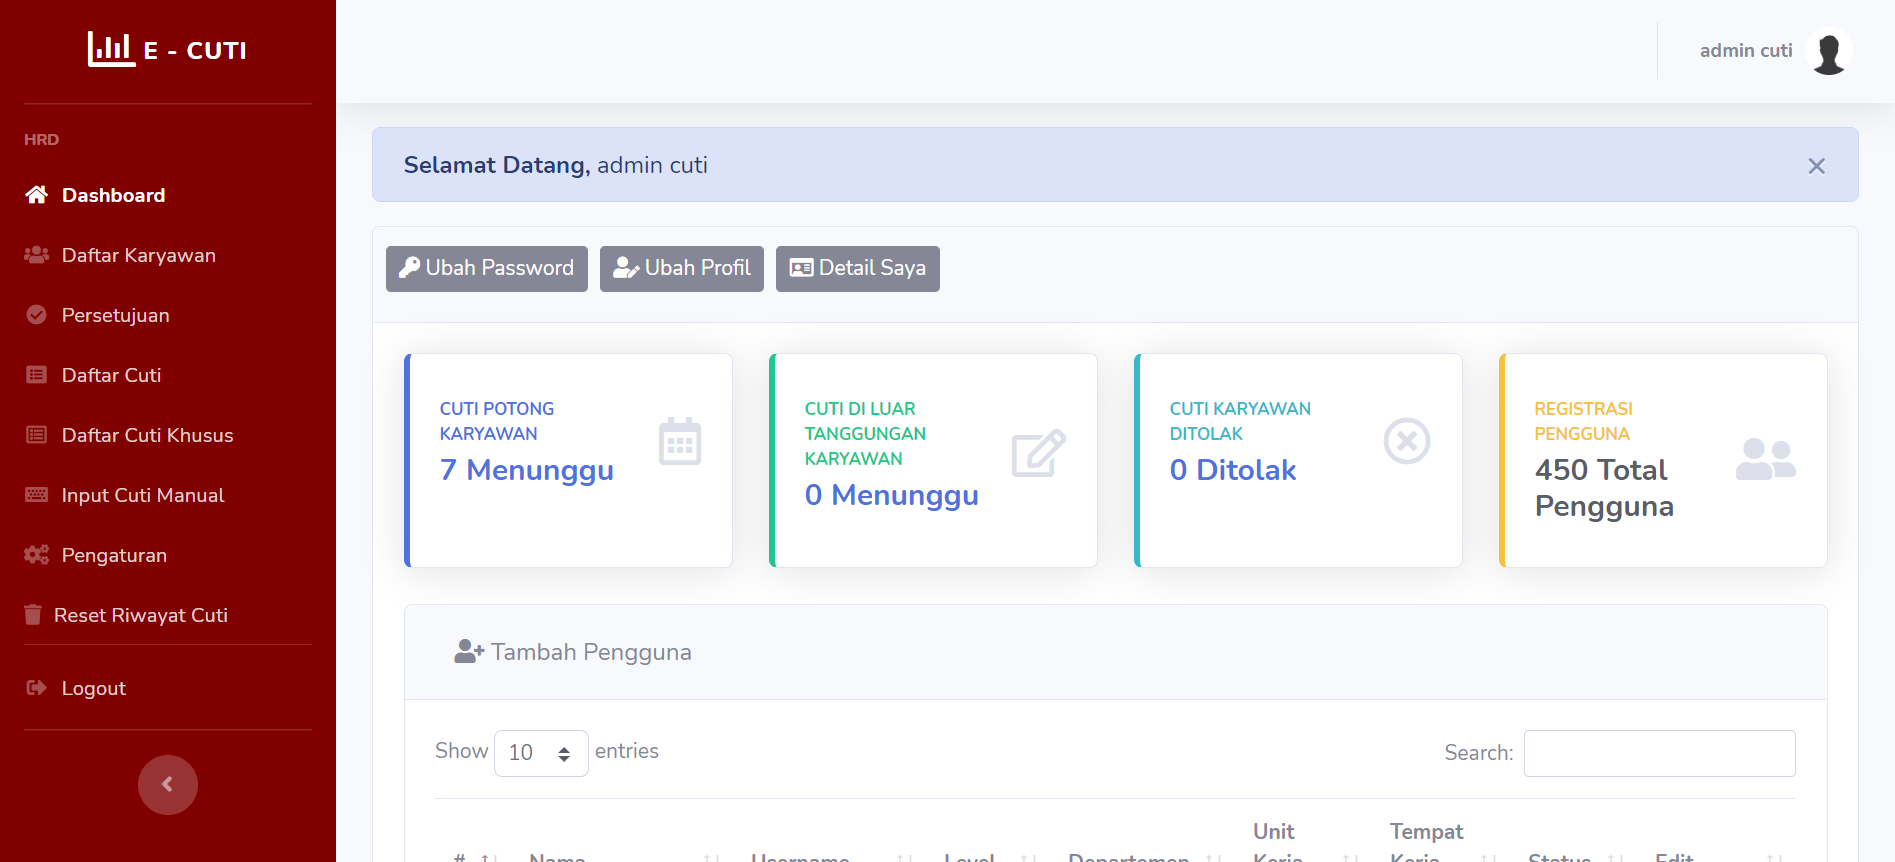 E - CUTI
admin cuti
HRD
Dashboard
Daftar Karyawan
Persetujuan
Daftar Cuti
Daftar Cuti Khusus
Input Cuti Manual
Pengaturan
Reset Riwayat Cuti
Logout
Selamat Datang, admin cuti
Ubah Password
Ubah Profil
Detail Saya
CUTI POTONG
KARYAWAN
7 Menunggu
CUTI DI LUAR
TANGGUNGAN
KARYAWAN
0 Menunggu
CUTI KARYAWAN
DITOLAK
0 Ditolak
REGISTRASI
PENGGUNA
450 Total
Pengguna
Tambah Pengguna
Show 10 entries
Search:
Unit Tempat
# Nama Username Level Departemen Kerja Kerja Status Edit